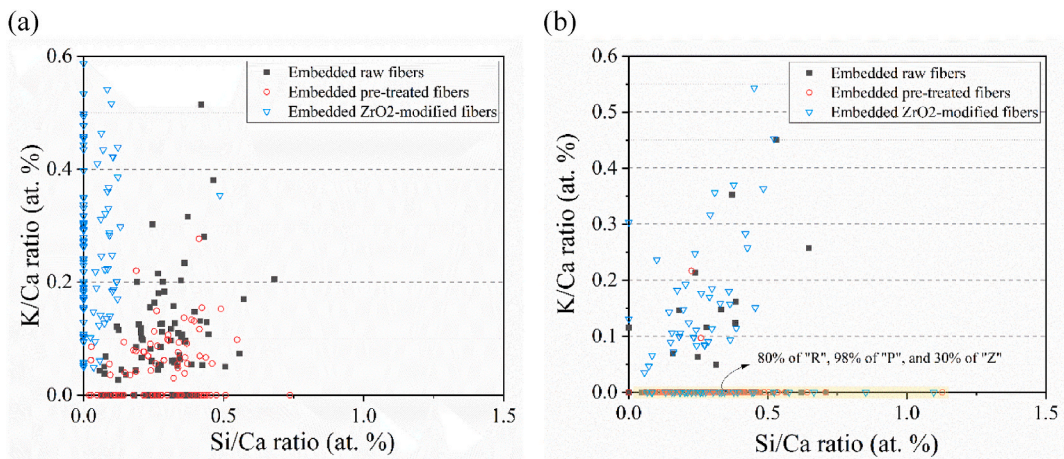 (a)
0.6
0.4
0.2
0.0
0.0
0.5
1.0
1.5
K/Ca ratio (at. %)
Si/Ca ratio (at. %)
Embedded raw fibers
Embedded pre-treated fibers
Embedded ZrO2-modified fibers
(b)
0.6
0.5
0.4
0.3
0.2
0.1
0.0
0.0
0.5
1.0
1.5
K/Ca ratio (at. %)
Si/Ca ratio (at. %)
Embedded raw fibers
Embedded pre-treated fibers
Embedded ZrO2-modified fibers
80% of "R", 98% of "P", and 30% of "Z"